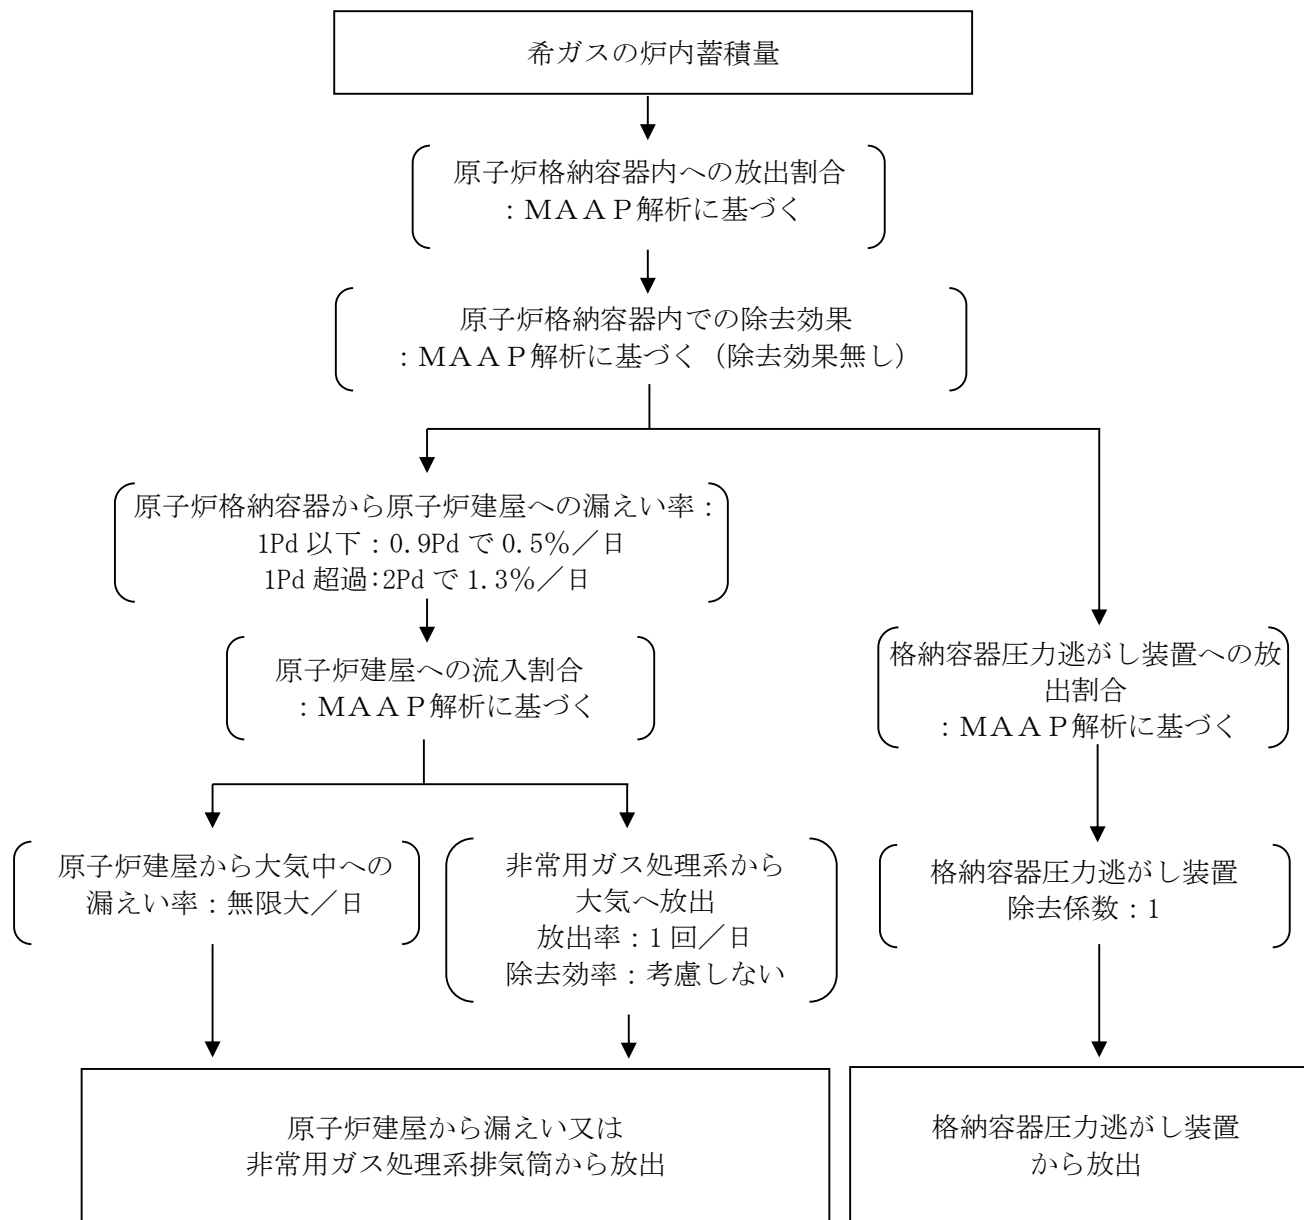 希ガスの炉内蓄積量
原子炉格納容器内への放出割合
：ＭＡＡＰ解析に基づく
原子炉格納容器内での除去効果
：ＭＡＡＰ解析に基づく（除去効果無し）
原子炉格納容器から原子炉建屋への漏えい率：
1Pd 以下：0.9Pd で 0.5％／日
1Pd 超過：2Pd で 1.3％／日
原子炉建屋への流入割合
：ＭＡＡＰ解析に基づく
格納容器圧力逃がし装置への放
出割合
：ＭＡＡＰ解析に基づく
原子炉建屋から大気中への
漏えい率：無限大／日
非常用ガス処理系から
大気へ放出
放出率：1 回／日
除去効率：考慮しない
格納容器圧力逃がし装置
除去係数：1
原子炉建屋から漏えい又は
非常用ガス処理系排気筒から放出
格納容器圧力逃がし装置
から放出